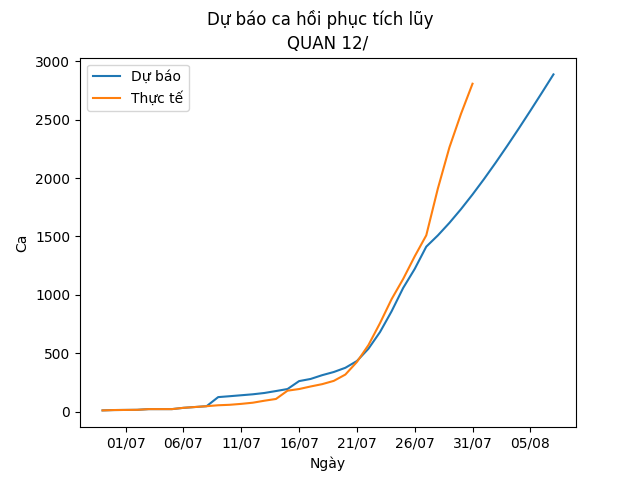 Dự báo ca hồi phục tích lũy
QUAN 12/
Dự báo
Thực tế
3000
2500
2000
1500
1000
500
0
Ca
01/07 06/07 11/07 16/07 21/07 26/07 31/07 05/08
Ngày